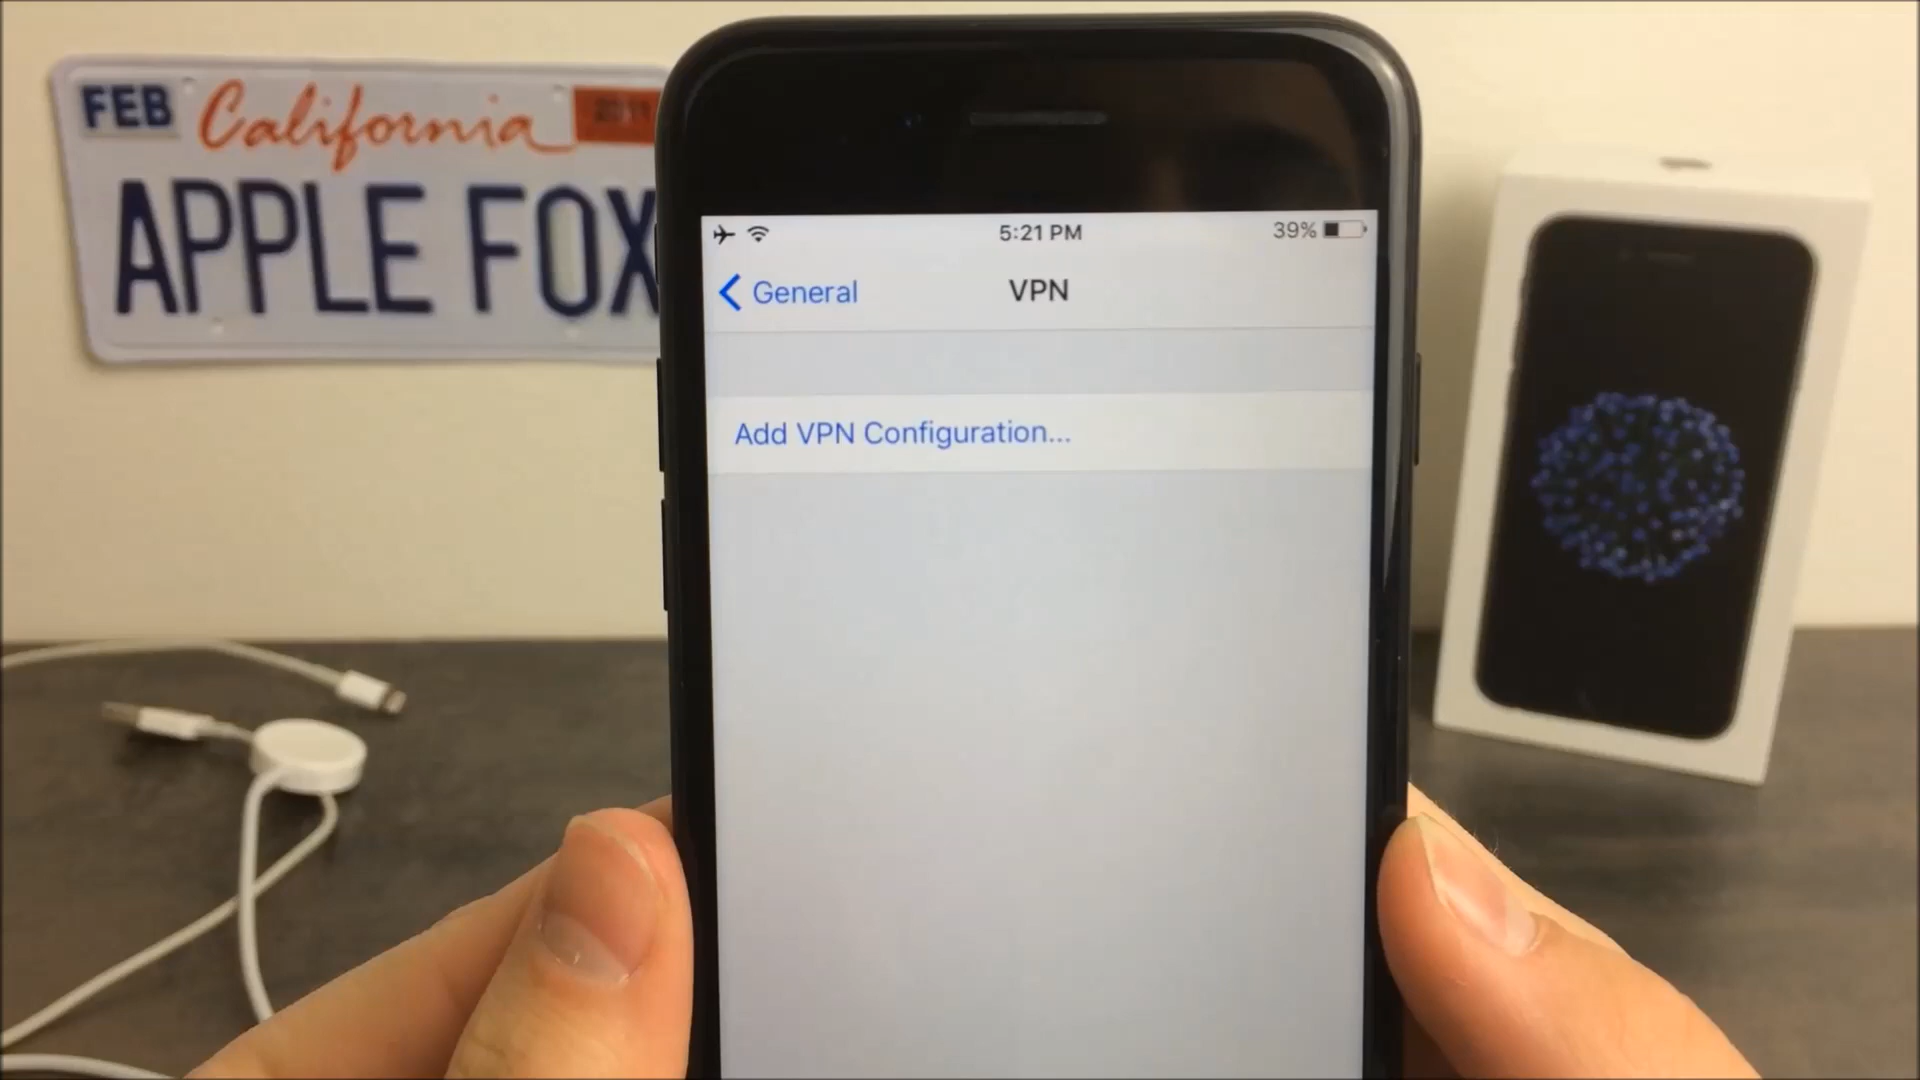 FEB California
APPLE FOX
5:21 PM 39%
General VPN
Add VPN Configuration...